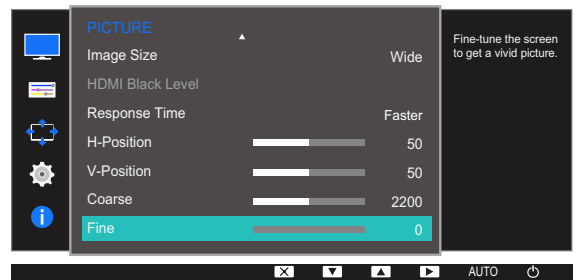 PICTURE
Image Size Wide
HDMI Black Level
Response Time Faster
H-Position 50
V-Position 50
Coarse 2200
Fine 0
Fine-tune the screen
to get a vivid picture.
AUTO